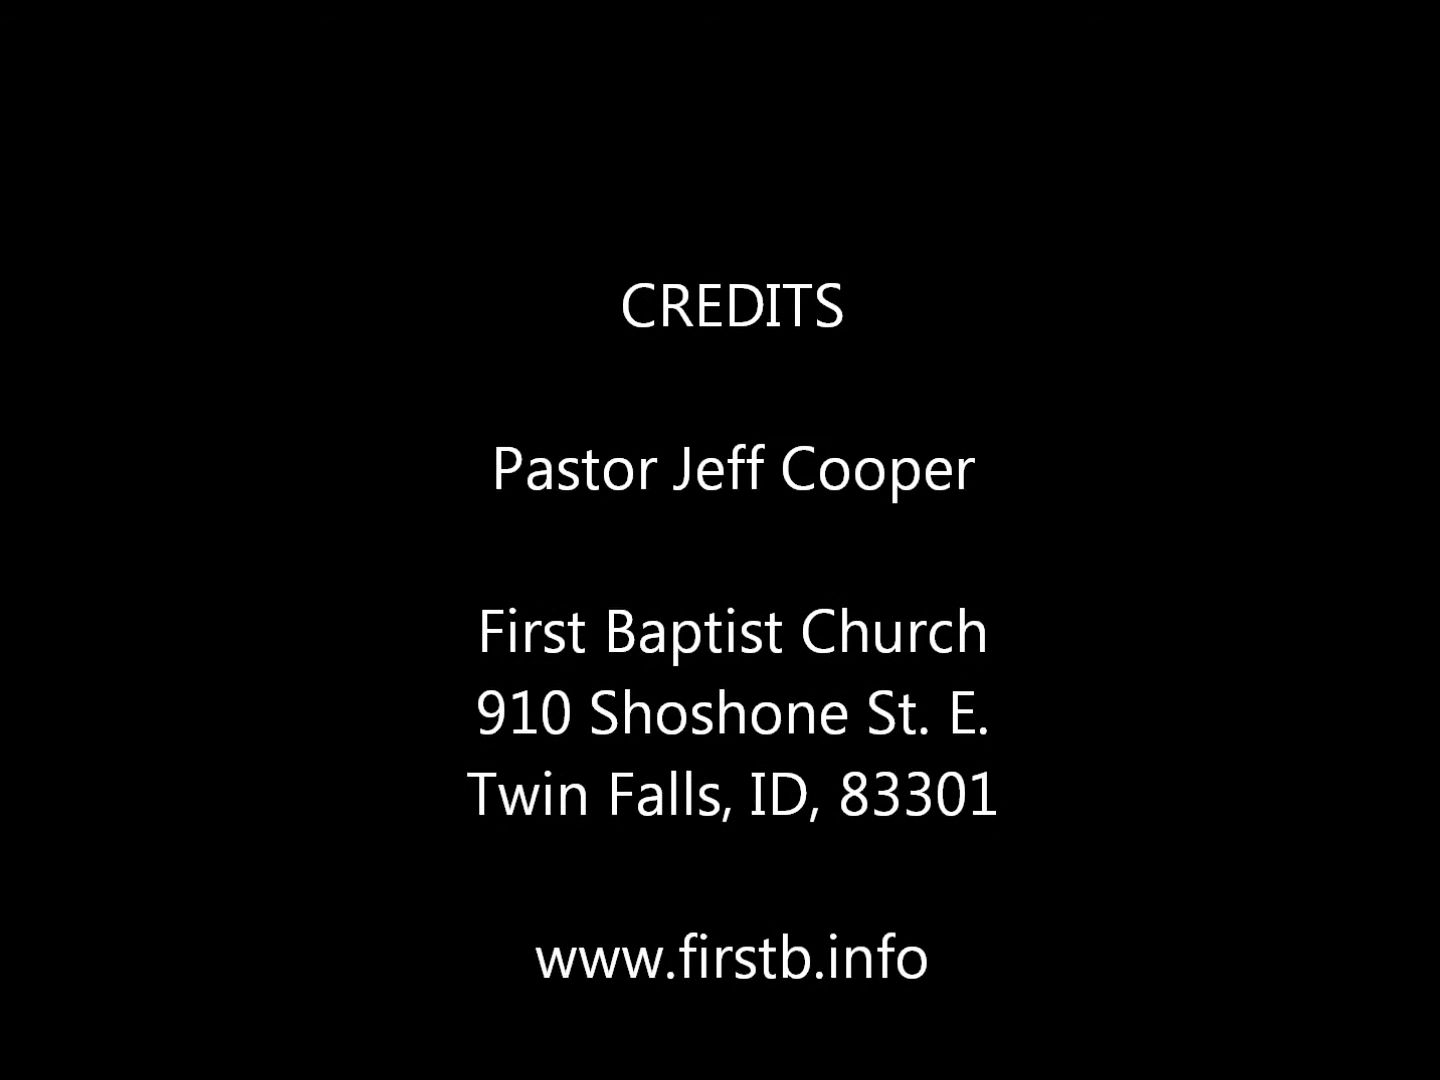 CREDITS
Pastor Jeff Cooper
First Baptist Church
910 Shoshone St. E.
Twin Falls, ID, 83301
www.firstb.info